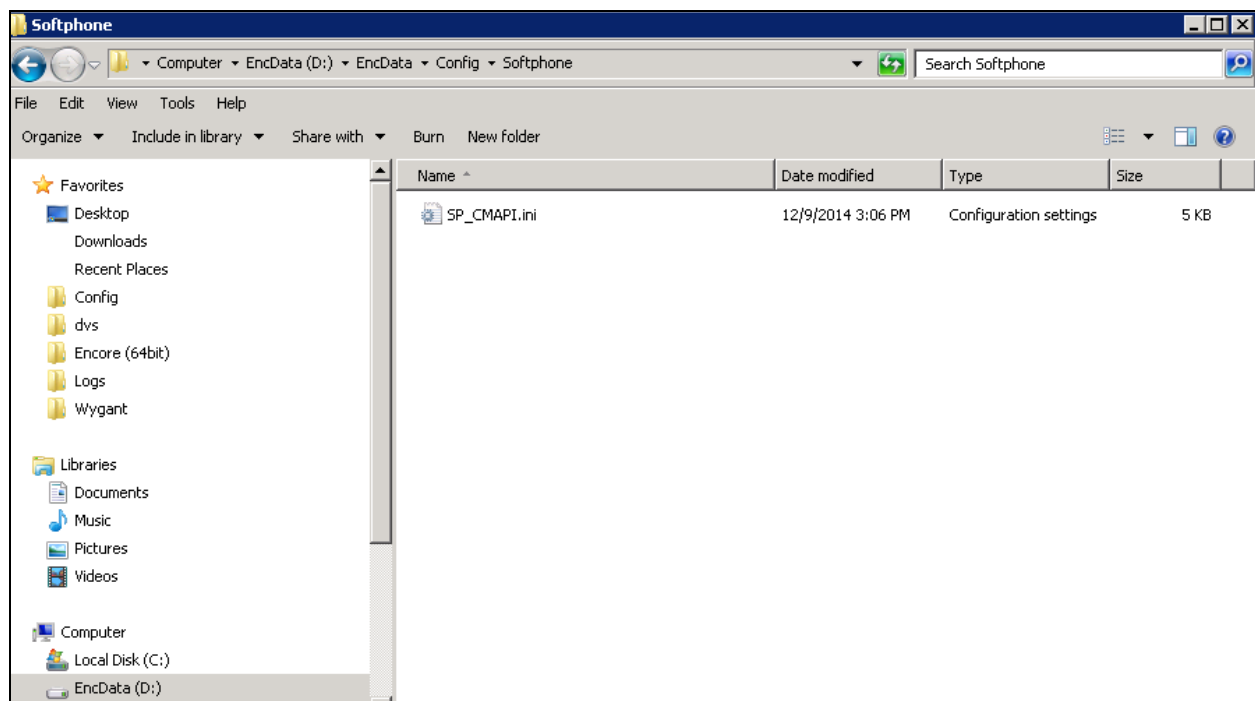 Softphone
Computer EncData (D:) EncData Config Softphone
Search Softphone
File Edit View Tools Help
Organize Include in library Share with Burn New folder
Favorites
Desktop
Downloads
Recent Places
Config
dvs
Encore (64bit)
Logs
Wygant
Libraries
Documents
Music
Pictures
Videos
Computer
Local Disk (C:)
EncData (D:)
Name Date modified Type Size
SP_CMAPI.ini 12/9/2014 3:06 PM Configuration settings 5 KB